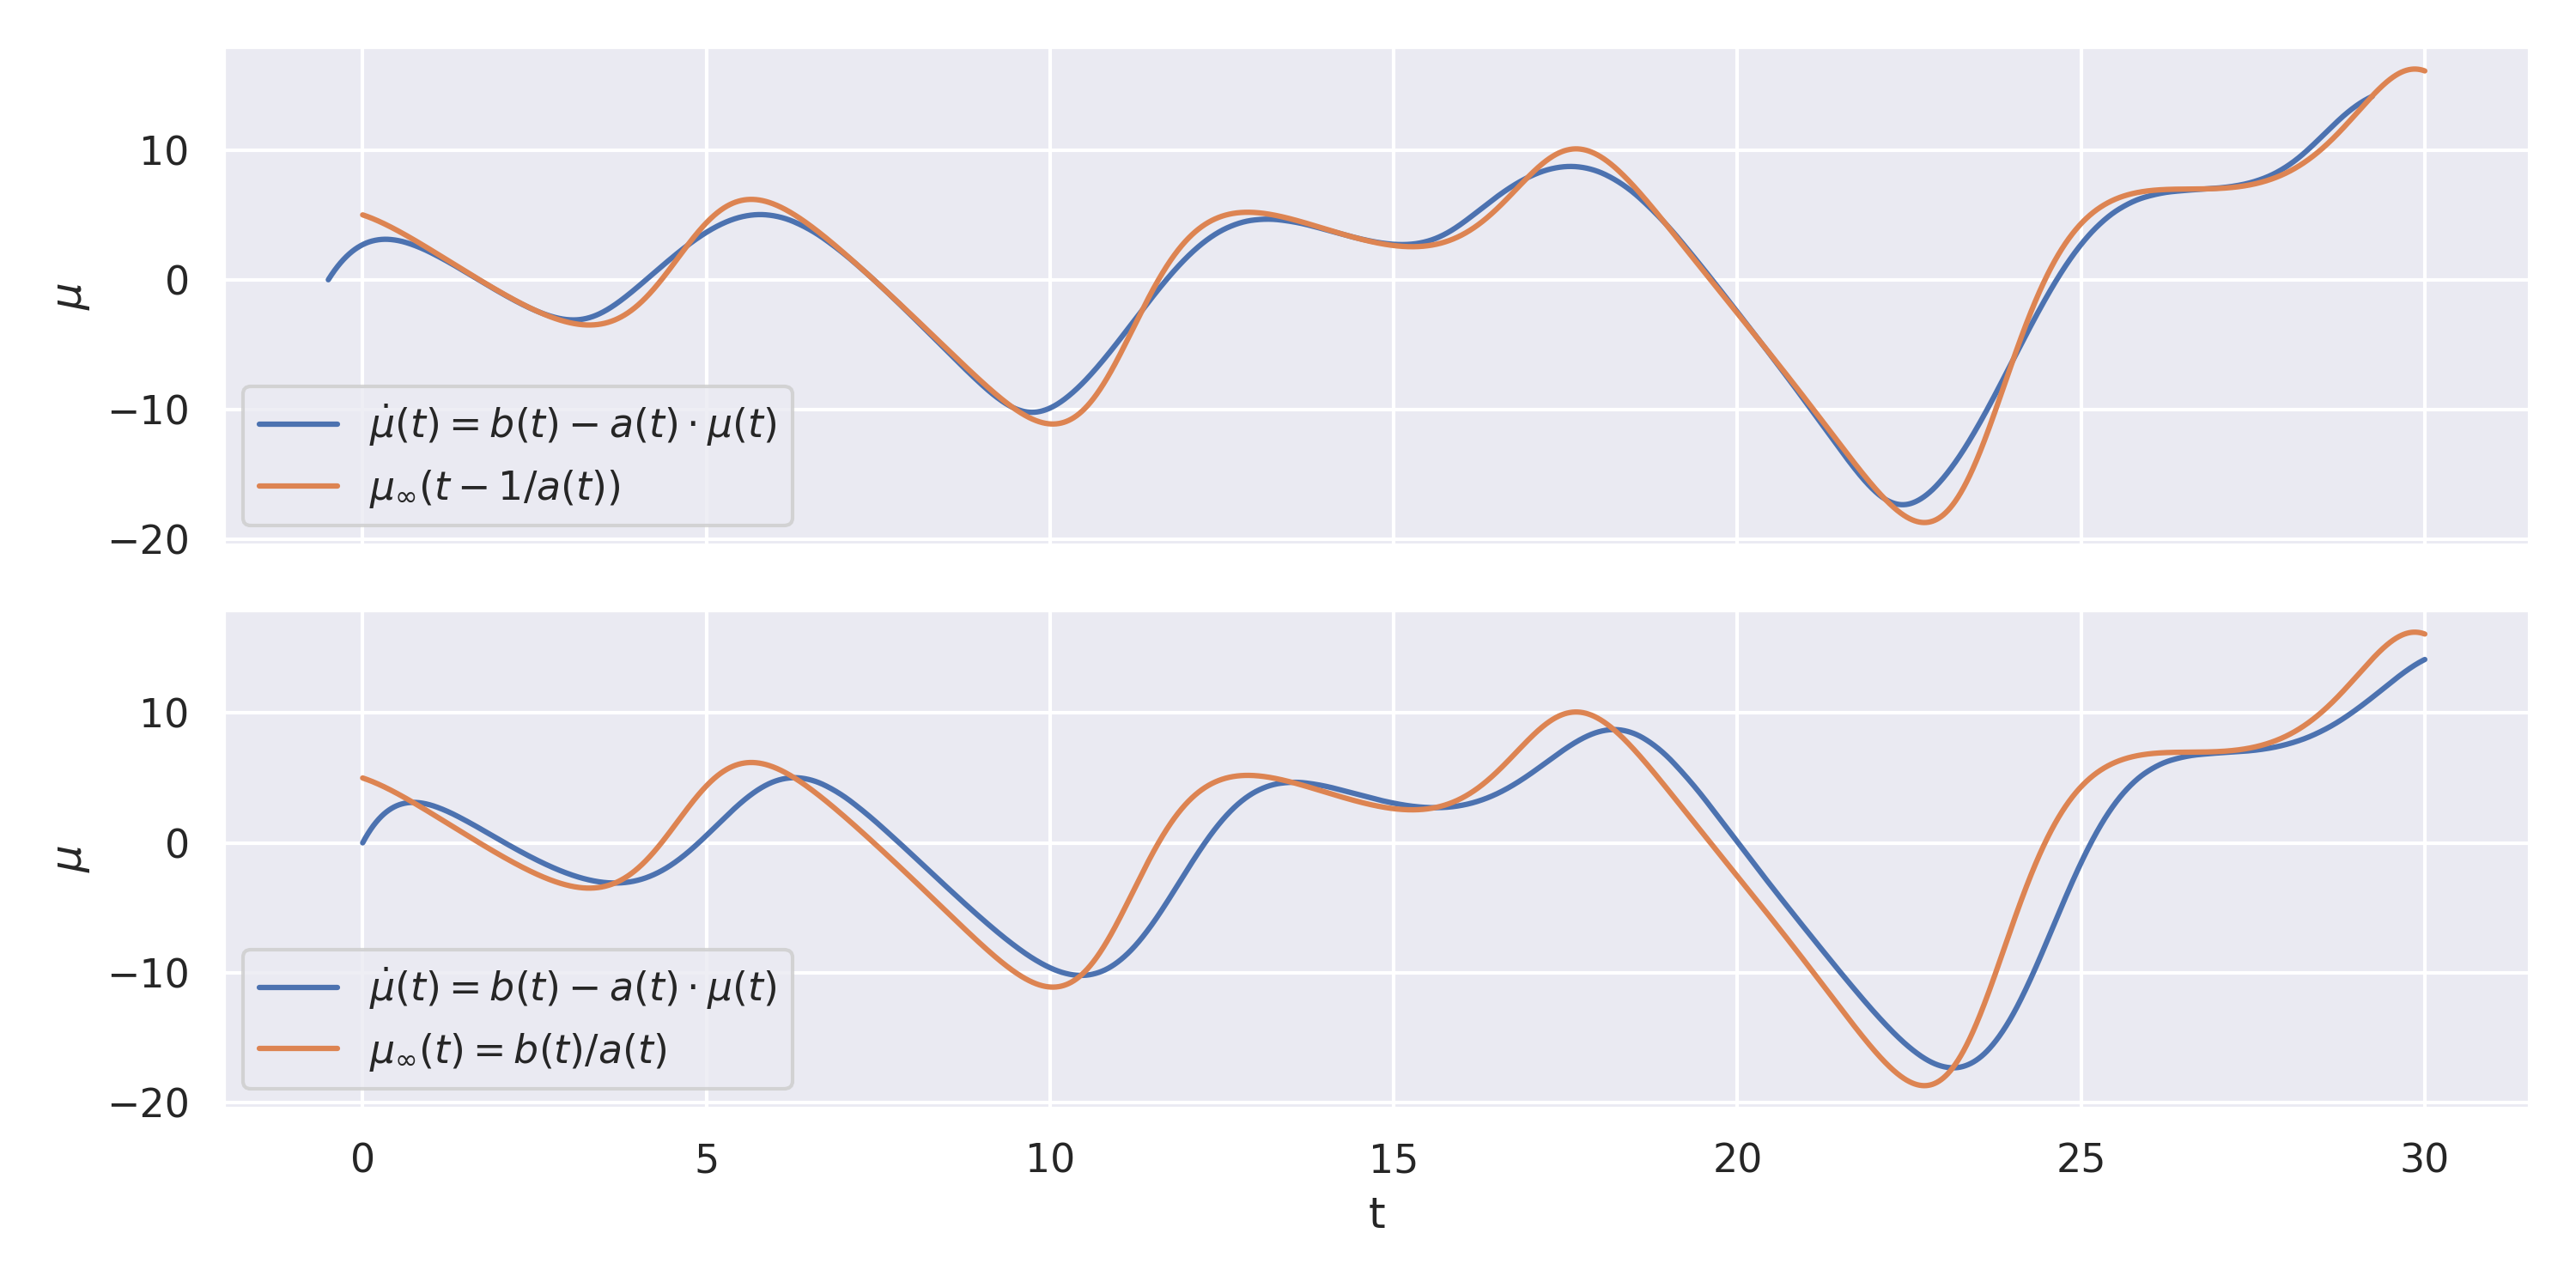 10
0
−10
−20
μ
μ̇(t) = b(t) − a(t) · μ(t)
μ∞(t − 1/a(t))
10
0
−10
−20
μ
μ̇(t) = b(t) − a(t) · μ(t)
μ∞(t) = b(t)/a(t)
0 5 10 15 20 25 30
t